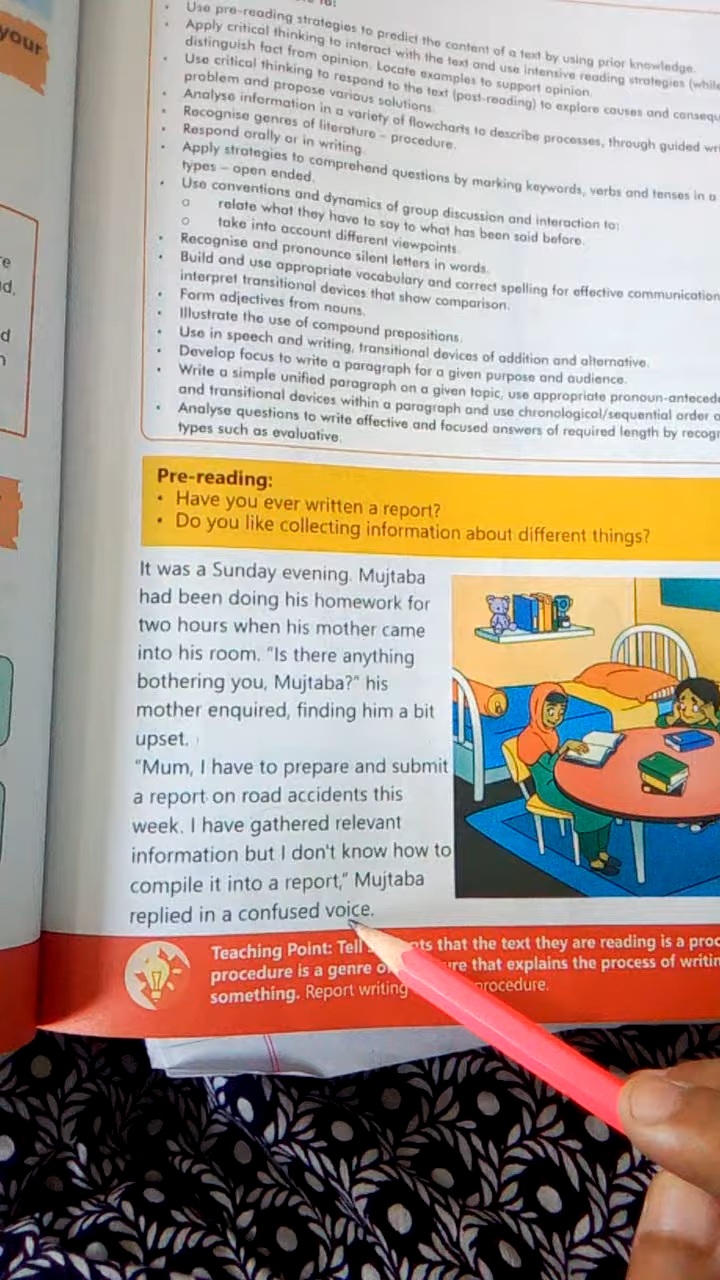 your
Use pre-reading strategies to predict the content of a text by using prior knowledge.
Apply critical thinking to interact with the text and use intensive reading strategies (while
distinguish fact from opinion. Locate examples to support opinion.
Use critical thinking to respond to the text (post-reading) to explore causes and consequ
problem and propose various solutions.
Analyse information in a variety of flowcharts to describe processes, through guided wri
Recognise genres of literature – procedure.
Respond orally or in writing.
Apply strategies to comprehend questions by marking keywords, verbs and tenses in a
types – open ended.
Use conventions and dynamics of group discussion and interaction to:
o relate what they have to say to what has been said before.
o take into account different viewpoints.
Recognise and pronounce silent letters in words.
Build and use appropriate vocabulary and correct spelling for effective communication
interpret transitional devices that show comparison.
Form adjectives from nouns.
Illustrate the use of compound prepositions.
Use in speech and writing, transitional devices of addition and alternative.
Develop focus to write a paragraph for a given purpose and audience.
Write a simple unified paragraph on a given topic, use appropriate pronoun-anteced
and transitional devices within a paragraph and use chronological/sequential order
Analyse questions to write effective and focused answers of required length by recogn
types such as evaluative.
Pre-reading:
• Have you ever written a report?
• Do you like collecting information about different things?
It was a Sunday evening. Mujtaba
had been doing his homework for
two hours when his mother came
into his room. "Is there anything
bothering you, Mujtaba?" his
mother enquired, finding him a bit
upset.
"Mum, I have to prepare and submit
a report on road accidents this
week. I have gathered relevant
information but I don't know how to
compile it into a report," Mujtaba
replied in a confused voice.
Teaching Point: Tell ts that the text they are reading is a proc
procedure is a genre o ure that explains the process of writin
something. Report writing procedure.